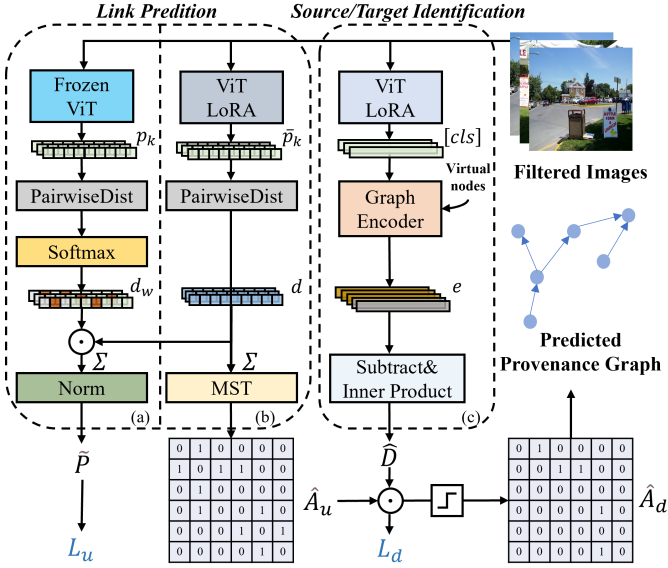 Link Predition
Source/Target Identification
Frozen
ViT
ViT
LoRA
ViT
LoRA
p_k
p̄_k
[cls]
Virtual
nodes
Filtered Images
PairwiseDist
PairwiseDist
Graph
Encoder
Softmax
d_w
d
e
Σ
Σ
Predicted
Provenance Graph
Norm
MST
Subtract&
Inner Product
(a)
(b)
(c)
P̃
D̂
0 1 0 0 0 0
1 0 1 1 0 0
0 1 0 0 0 0
0 1 0 0 1 0
0 0 0 1 0 1
0 0 0 0 1 0
Â_u
0 1 0 0 0 0
0 0 1 1 0 0
0 0 0 0 0 0
0 0 0 0 1 0
0 0 0 0 0 0
0 0 0 0 1 0
Â_d
L_u
L_d